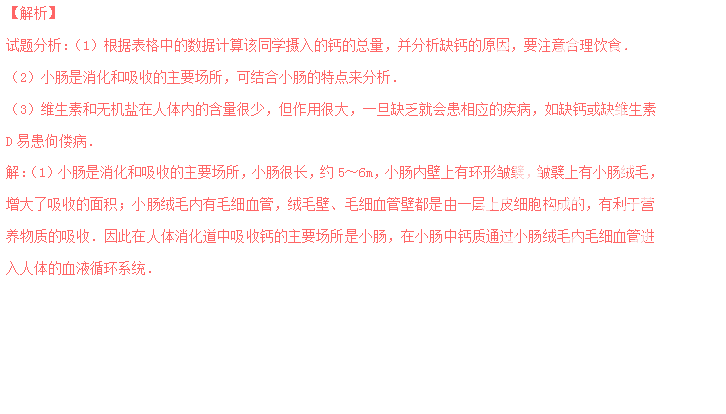 【解析】
试题分析：（1）根据表格中的数据计算该同学摄入的钙的总量，并分析缺钙的原因，要注意合理饮食．
（2）小肠是消化和吸收的主要场所，可结合小肠的特点来分析．
（3）维生素和无机盐在人体内的含量很少，但作用很大，一旦缺乏就会患相应的疾病，如缺钙或缺维生素
D 易患佝偻病．
解：（1）小肠是消化和吸收的主要场所，小肠很长，约 5～6m，小肠内壁上有环形皱襞，皱襞上有小肠绒毛，
增大了吸收的面积；小肠绒毛内有毛细血管，绒毛壁、毛细血管壁都是由一层上皮细胞构成的，有利于营
养物质的吸收．因此在人体消化道中吸收钙的主要场所是小肠，在小肠中钙质通过小肠绒毛内毛细血管进
入人体的血液循环系统．